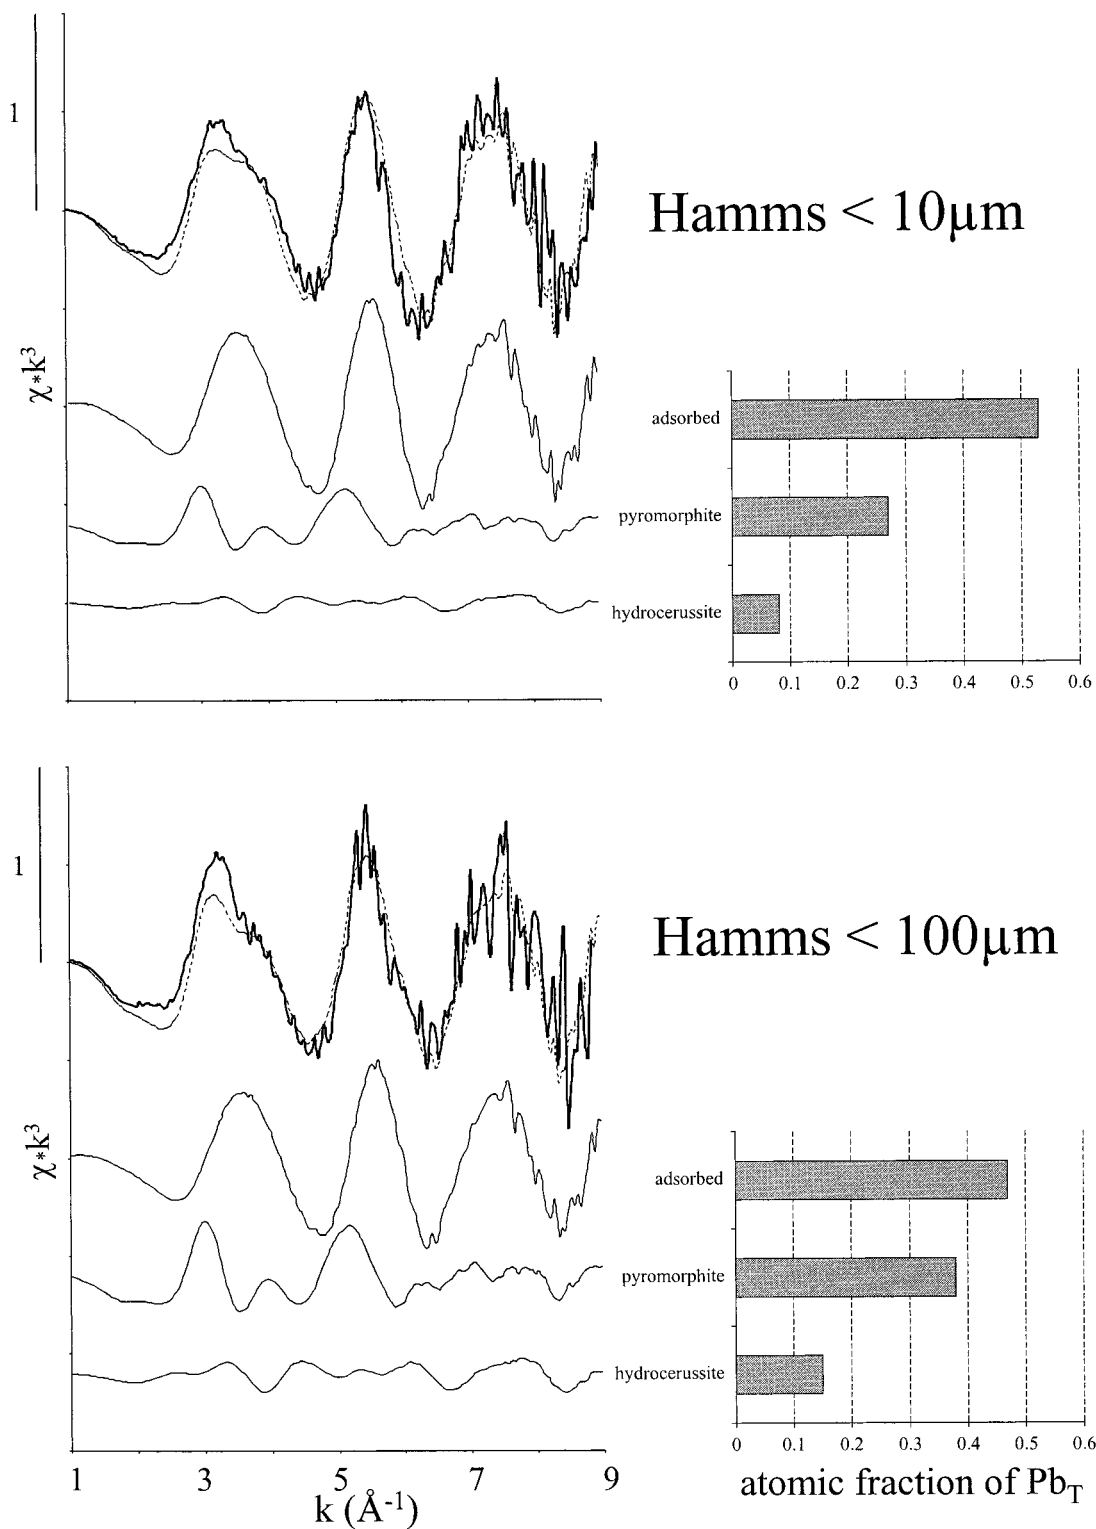 1
χ*k³
Hamms < 10µm
adsorbed
pyromorphite
hydrocerussite
0 0.1 0.2 0.3 0.4 0.5 0.6
1
χ*k³
Hamms < 100µm
adsorbed
pyromorphite
hydrocerussite
0 0.1 0.2 0.3 0.4 0.5 0.6
1 3 5 7 9
k (Å⁻¹)
atomic fraction of Pb_T